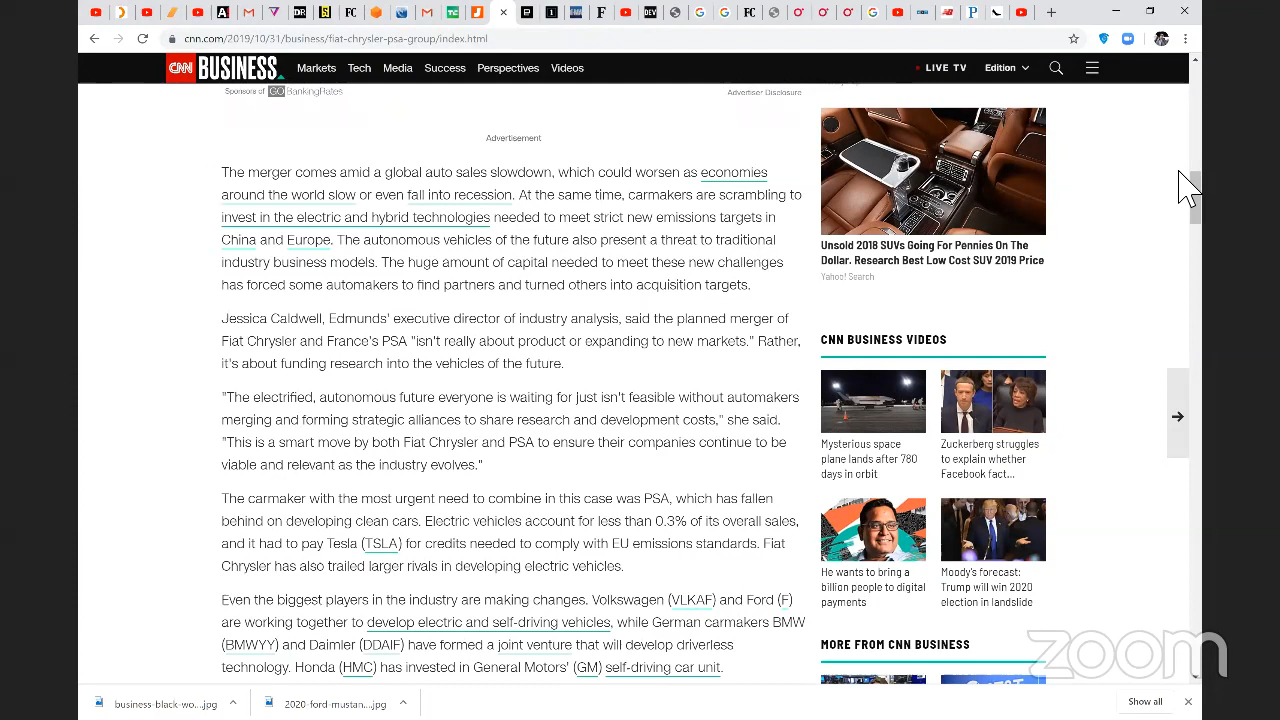 cnn.com/2019/10/31/business/fiat-chrysler-psa-group/index.html
CNN BUSINESS
Markets Tech Media Success Perspectives Videos
LIVE TV Edition
Sponsors of GOBankingRates
Advertiser Disclosure
Advertisement
The merger comes amid a global auto sales slowdown, which could worsen as economies
around the world slow or even fall into recession. At the same time, carmakers are scrambling to
invest in the electric and hybrid technologies needed to meet strict new emissions targets in
China and Europe. The autonomous vehicles of the future also present a threat to traditional
industry business models. The huge amount of capital needed to meet these new challenges
has forced some automakers to find partners and turned others into acquisition targets.
Jessica Caldwell, Edmunds' executive director of industry analysis, said the planned merger of
Fiat Chrysler and France's PSA "isn't really about product or expanding to new markets." Rather,
it's about funding research into the vehicles of the future.
"The electrified, autonomous future everyone is waiting for just isn't feasible without automakers
merging and forming strategic alliances to share research and development costs," she said.
"This is a smart move by both Fiat Chrysler and PSA to ensure their companies continue to be
viable and relevant as the industry evolves."
The carmaker with the most urgent need to combine in this case was PSA, which has fallen
behind on developing clean cars. Electric vehicles account for less than 0.3% of its overall sales,
and it had to pay Tesla (TSLA) for credits needed to comply with EU emissions standards. Fiat
Chrysler has also trailed larger rivals in developing electric vehicles.
Even the biggest players in the industry are making changes. Volkswagen (VLKAF) and Ford (F)
are working together to develop electric and self-driving vehicles, while German carmakers BMW
(BMWYY) and Daimler (DDAIF) have formed a joint venture that will develop driverless
technology. Honda (HMC) has invested in General Motors' (GM) self-driving car unit.
Unsold 2018 SUVs Going For Pennies On The
Dollar. Research Best Low Cost SUV 2019 Price
Yahoo! Search
CNN BUSINESS VIDEOS
Mysterious space
plane lands after 780
days in orbit
Zuckerberg struggles
to explain whether
Facebook fact...
He wants to bring a
billion people to digital
payments
Moody's forecast:
Trump will win 2020
election in landslide
MORE FROM CNN BUSINESS
zoom
business-black-wo....jpg
2020-ford-mustan....jpg
Show all